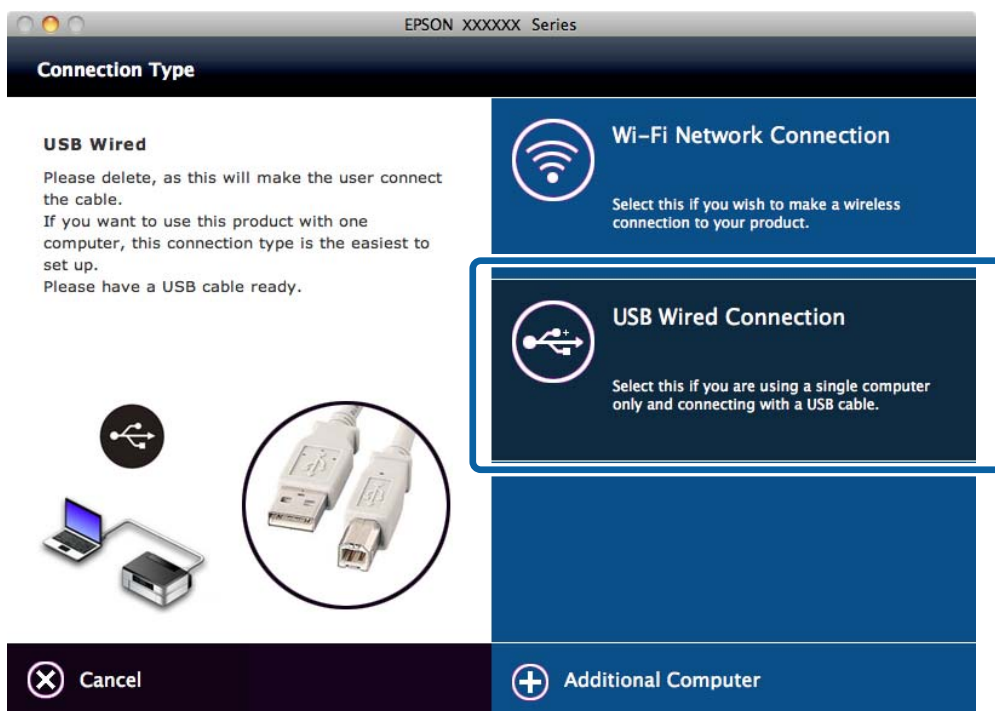 EPSON XXXXXX Series
Connection Type
USB Wired
Please delete, as this will make the user connect
the cable.
If you want to use this product with one
computer, this connection type is the easiest to
set up.
Please have a USB cable ready.
Wi-Fi Network Connection
Select this if you wish to make a wireless
connection to your product.
USB Wired Connection
Select this if you are using a single computer
only and connecting with a USB cable.
Cancel
Additional Computer